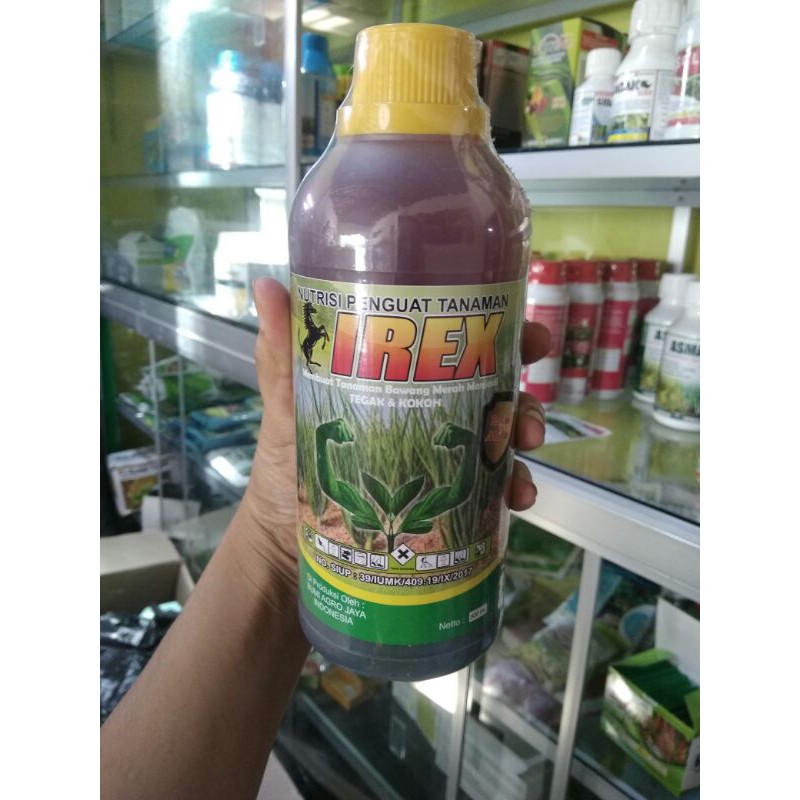 NUTRISI PENGUAT TANAMAN
IREX
Membuat Tanaman Bawang Merah Menjadi
TEGAK & KOKOH
NO. SIUP : 39/IUMK/409.19/IX/2017
Di Produksi Oleh :
BUMI AGRO JAYA
INDONESIA
Netto :